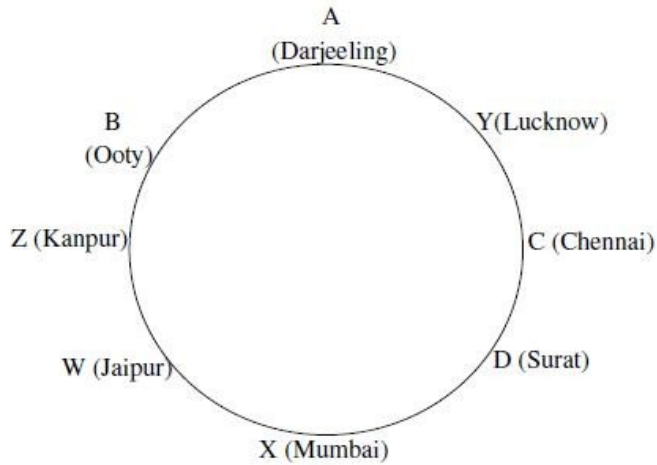 A
(Darjeeling)
B
(Ooty)
Y(Lucknow)
Z (Kanpur)
C (Chennai)
W (Jaipur)
D (Surat)
X (Mumbai)